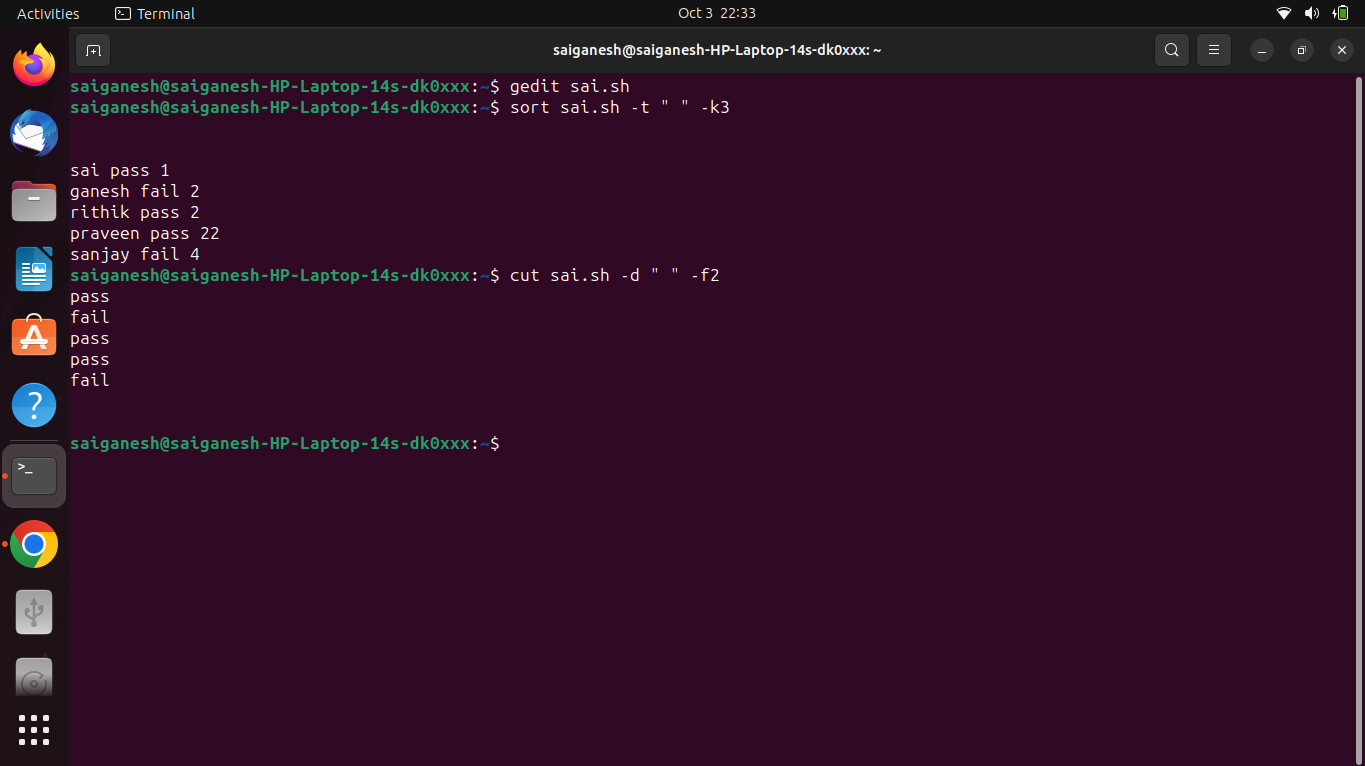 Activities
Terminal
Oct 3 22:33
saiganesh@saiganesh-HP-Laptop-14s-dk0xxx: ~
saiganesh@saiganesh-HP-Laptop-14s-dk0xxx:~$ gedit sai.sh
saiganesh@saiganesh-HP-Laptop-14s-dk0xxx:~$ sort sai.sh -t " " -k3
sai pass 1
ganesh fail 2
rithik pass 2
praveen pass 22
sanjay fail 4
saiganesh@saiganesh-HP-Laptop-14s-dk0xxx:~$ cut sai.sh -d " " -f2
pass
fail
pass
pass
fail
saiganesh@saiganesh-HP-Laptop-14s-dk0xxx:~$